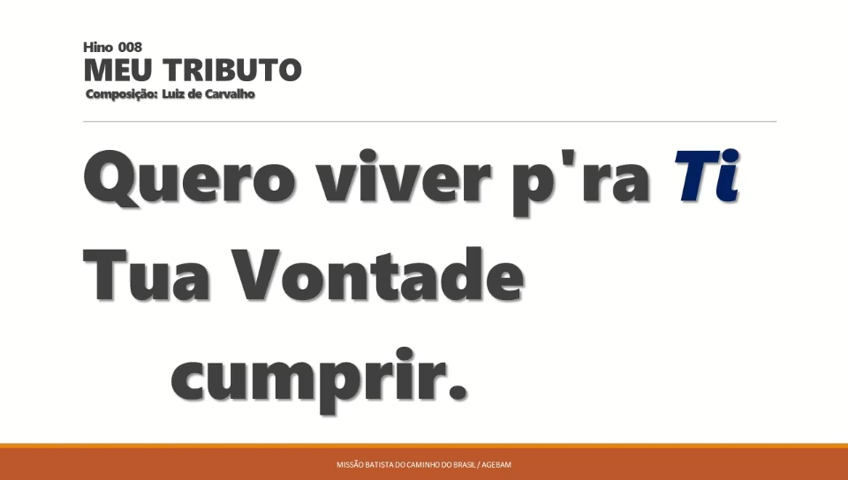 Hino 008
MEU TRIBUTO
Composição: Luiz de Carvalho
Quero viver p'ra Ti
Tua Vontade
cumprir.
MISSÃO BATISTA DO CAMINHO DO BRASIL / AGEBAM